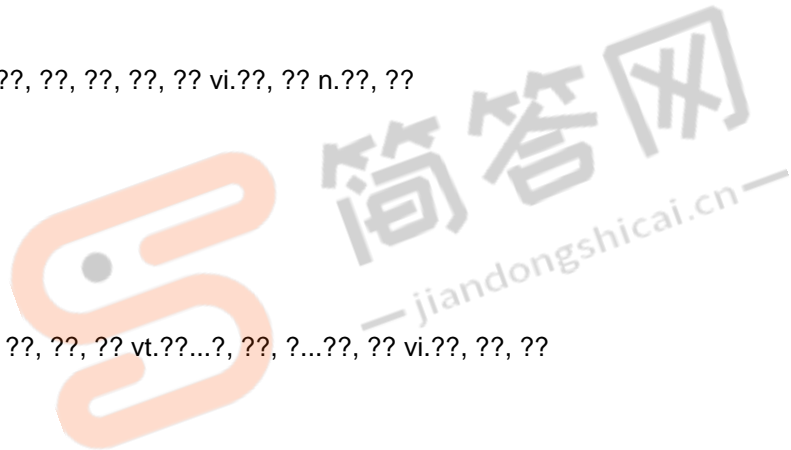 ??, ??, ??, ??, ?? vi.??, ?? n.??, ??
简答网
jiandongshicai.cn
??, ??, ?? vt.??...?, ??, ?...??, ?? vi.??, ??, ??